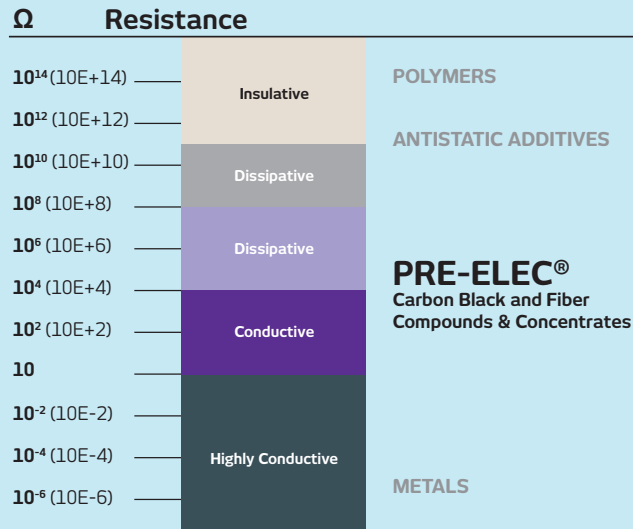 Ω Resistance
10¹⁴ (10E+14)
10¹² (10E+12)
10¹⁰ (10E+10)
10⁸ (10E+8)
10⁶ (10E+6)
10⁴ (10E+4)
10² (10E+2)
10
10⁻² (10E-2)
10⁻⁴ (10E-4)
10⁻⁶ (10E-6)
Insulative
Dissipative
Dissipative
Conductive
Highly Conductive
POLYMERS
ANTISTATIC ADDITIVES
PRE-ELEC®
Carbon Black and Fiber
Compounds & Concentrates
METALS